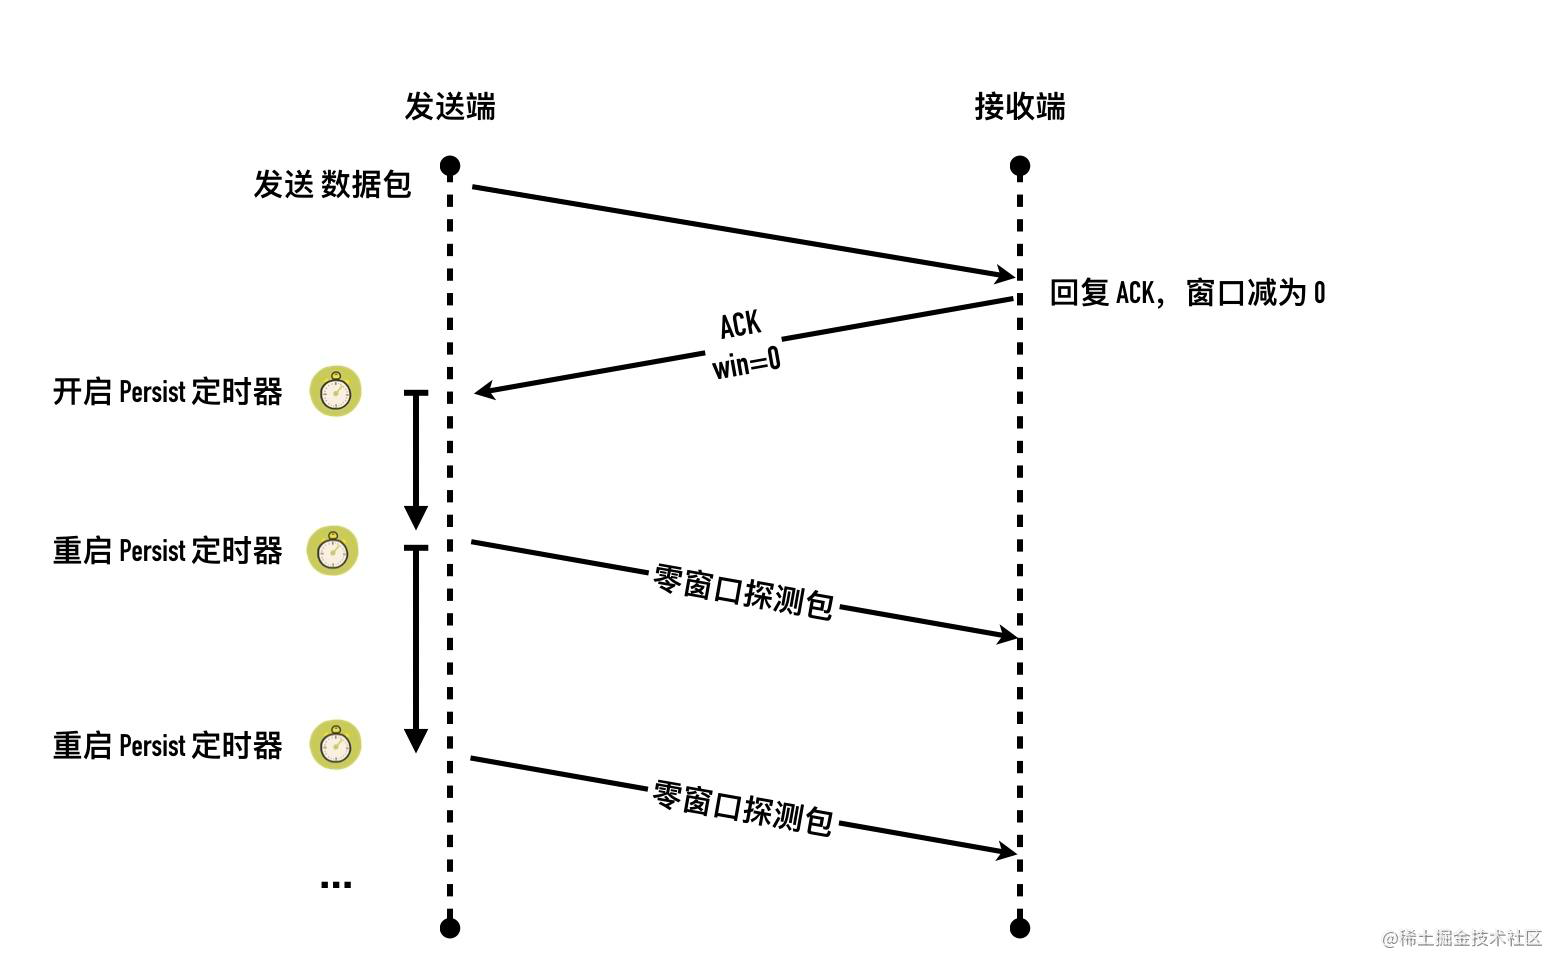 发送端
接收端
发送 数据包
回复 ACK，窗口减为 0
ACK
win=0
开启 Persist 定时器
重启 Persist 定时器
零窗口探测包
重启 Persist 定时器
零窗口探测包
...
@稀土掘金技术社区